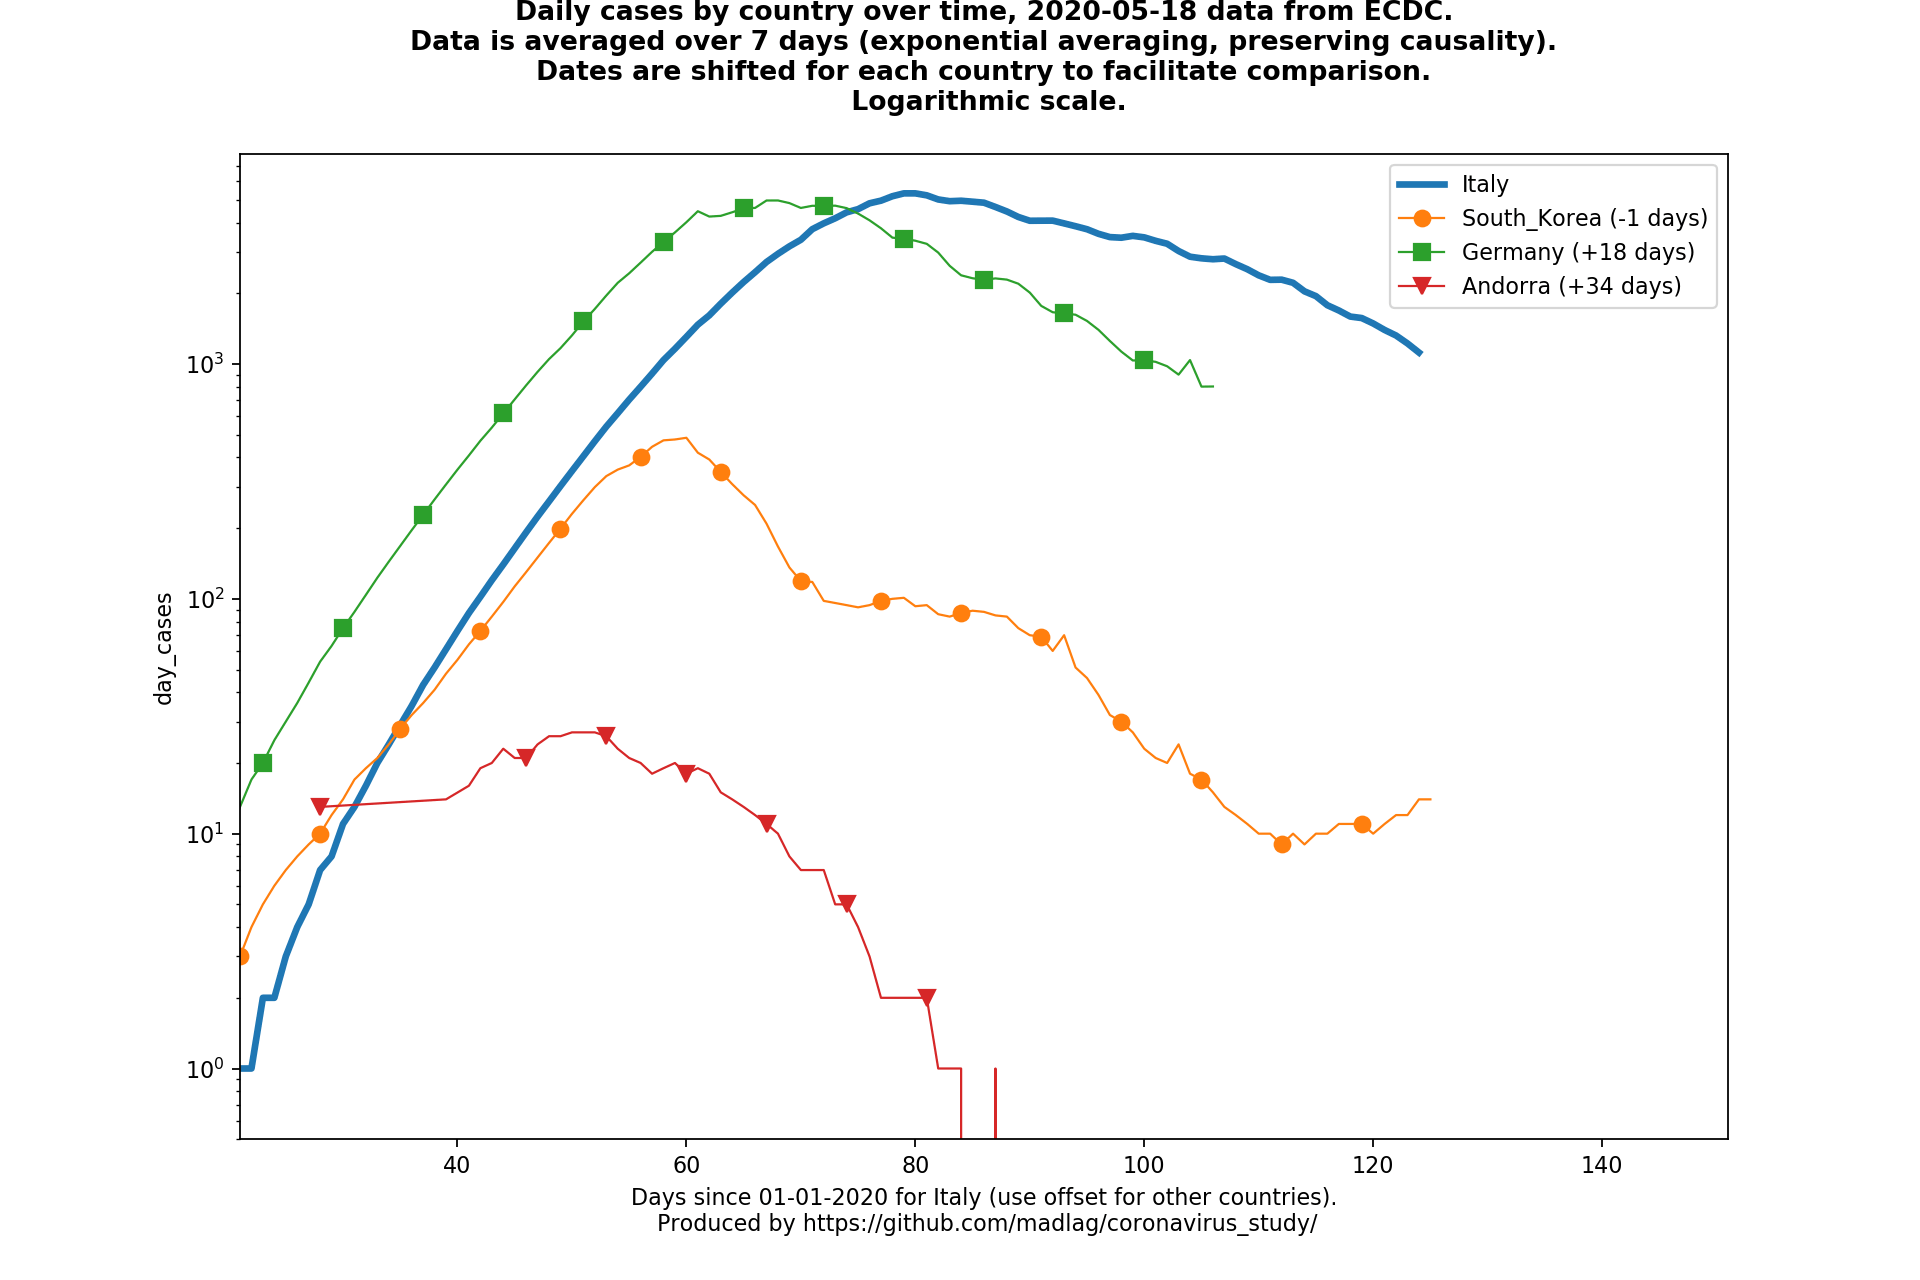 Daily cases by country over time, 2020-05-18 data from ECDC.
Data is averaged over 7 days (exponential averaging, preserving causality).
Dates are shifted for each country to facilitate comparison.
Logarithmic scale.
Italy
South_Korea (-1 days)
Germany (+18 days)
Andorra (+34 days)
10³
10²
10¹
10⁰
day_cases
40 60 80 100 120 140
Days since 01-01-2020 for Italy (use offset for other countries).
Produced by https://github.com/madlag/coronavirus_study/